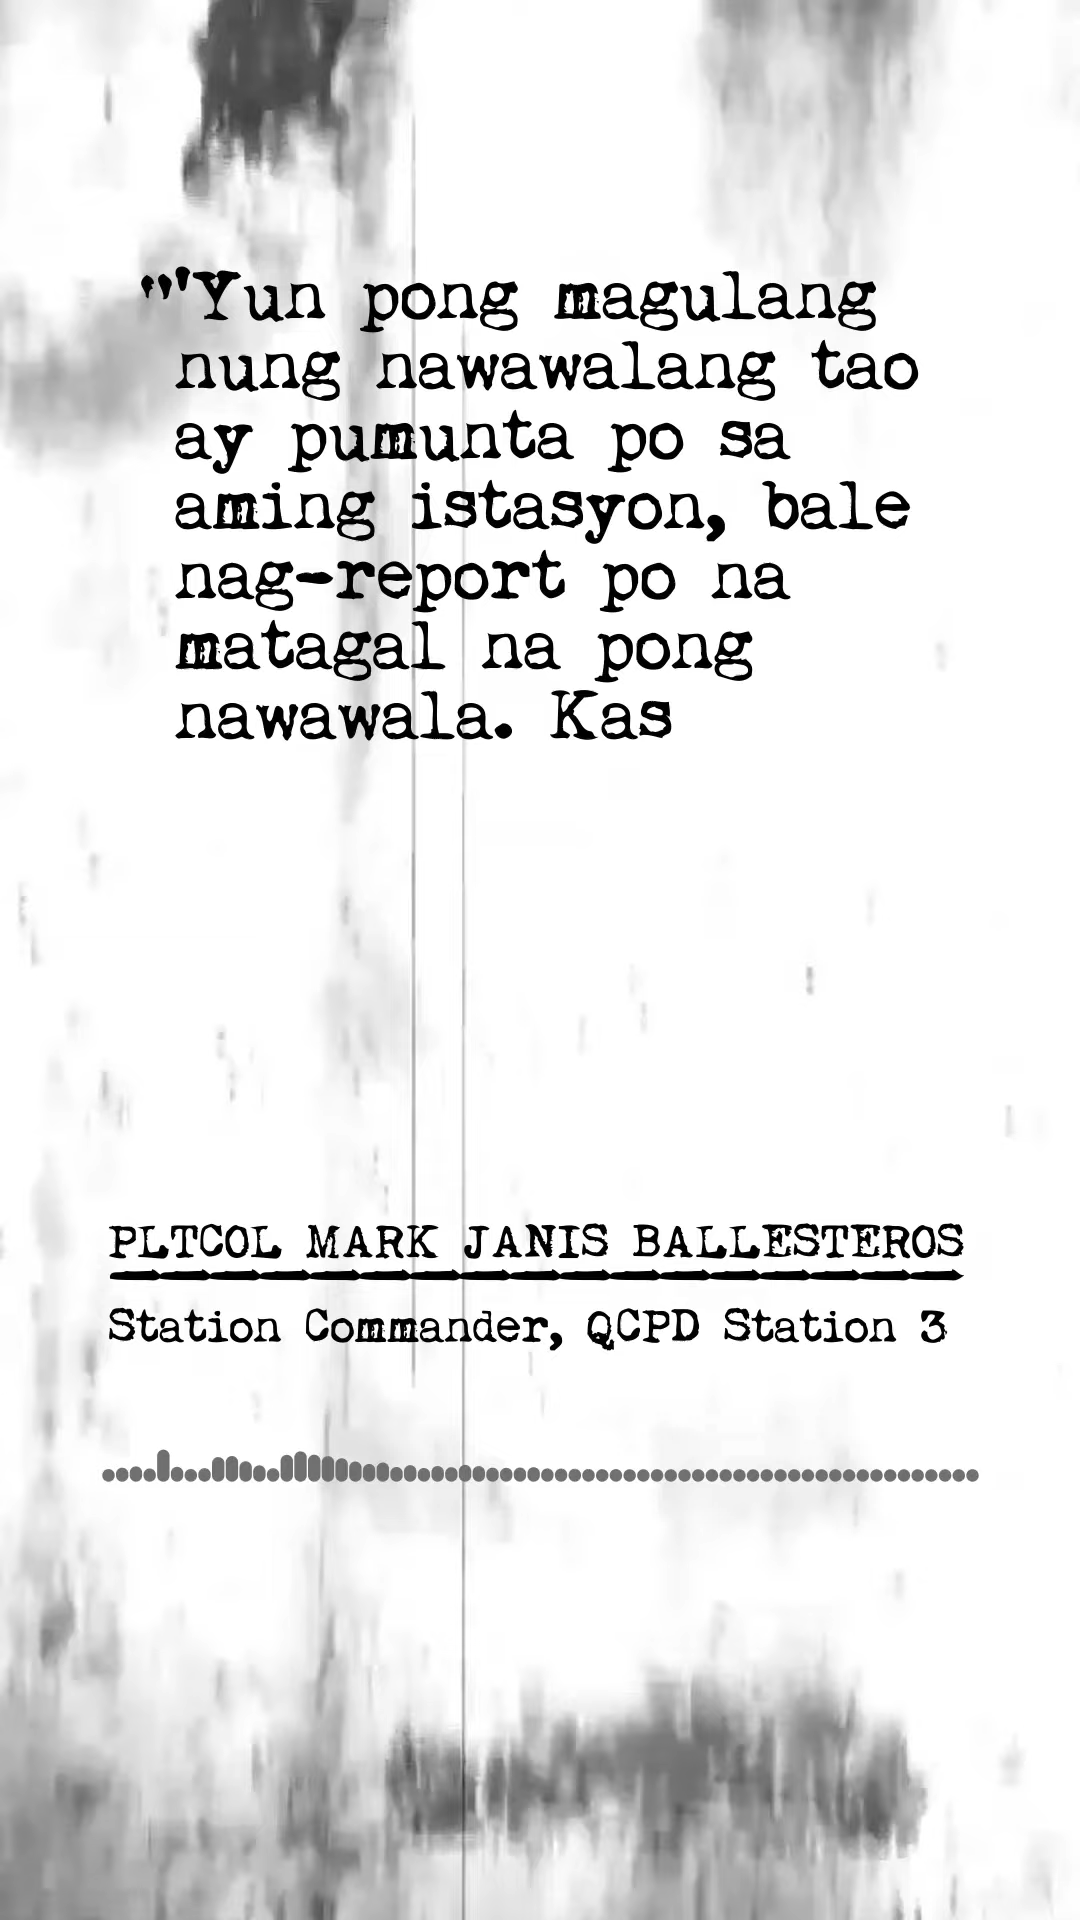 "'Yun pong magulang
nung nawawalang tao
ay pumunta po sa
aming istasyon, bale
nag-report po na
matagal na pong
nawawala. Kas
PLTCOL MARK JANIS BALLESTEROS
Station Commander, QCPD Station 3